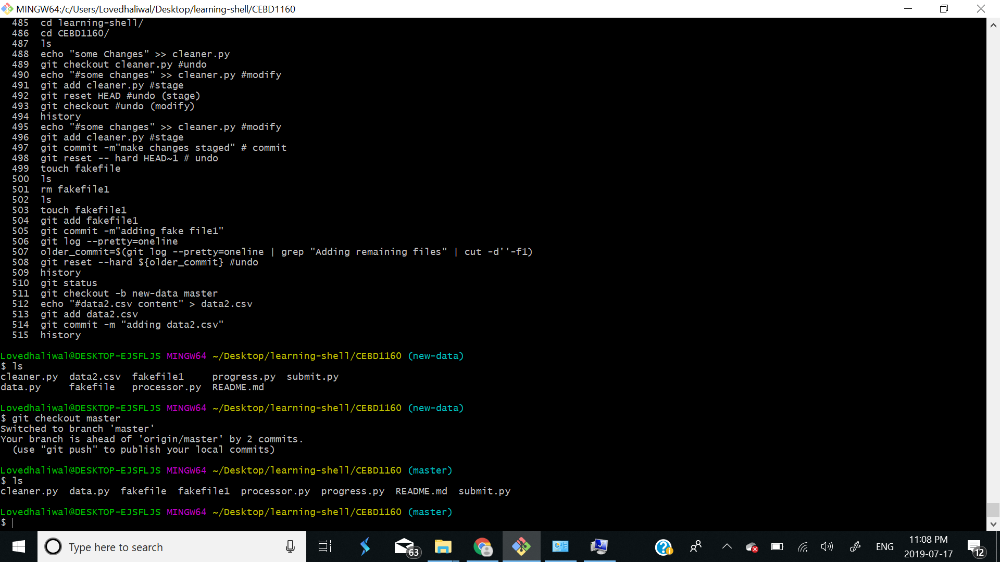 MINGW64:/c/Users/Lovedhaliwal/Desktop/learning-shell/CEBD1160
485 cd learning-shell/
486 cd CEBD1160/
487 ls
488 echo "some Changes" >> cleaner.py
489 git checkout cleaner.py #undo
490 echo "#some changes" >> cleaner.py #modify
491 git add cleaner.py #stage
492 git reset HEAD #undo (stage)
493 git checkout #undo (modify)
494 history
495 echo "#some changes" >> cleaner.py #modify
496 git add cleaner.py #stage
497 git commit -m"make changes staged" # commit
498 git reset -- hard HEAD~1 # undo
499 touch fakefile
500 ls
501 rm fakefile1
502 ls
503 touch fakefile1
504 git add fakefile1
505 git commit -m"adding fake file1"
506 git log --pretty=oneline
507 older_commit=$(git log --pretty=oneline | grep "Adding remaining files" | cut -d''-f1)
508 git reset --hard ${older_commit} #undo
509 history
510 git status
511 git checkout -b new-data master
512 echo "#data2.csv content" > data2.csv
513 git add data2.csv
514 git commit -m "adding data2.csv"
515 history
Lovedhaliwal@DESKTOP-EJSFLJS MINGW64 ~/Desktop/learning-shell/CEBD1160 (new-data)
$ ls
cleaner.py data2.csv fakefile1 progress.py submit.py
data.py fakefile processor.py README.md
Lovedhaliwal@DESKTOP-EJSFLJS MINGW64 ~/Desktop/learning-shell/CEBD1160 (new-data)
$ git checkout master
Switched to branch 'master'
Your branch is ahead of 'origin/master' by 2 commits.
(use "git push" to publish your local commits)
Lovedhaliwal@DESKTOP-EJSFLJS MINGW64 ~/Desktop/learning-shell/CEBD1160 (master)
$ ls
cleaner.py data.py fakefile fakefile1 processor.py progress.py README.md submit.py
Lovedhaliwal@DESKTOP-EJSFLJS MINGW64 ~/Desktop/learning-shell/CEBD1160 (master)
$
Type here to search
63
ENG
11:08 PM
2019-07-17
12